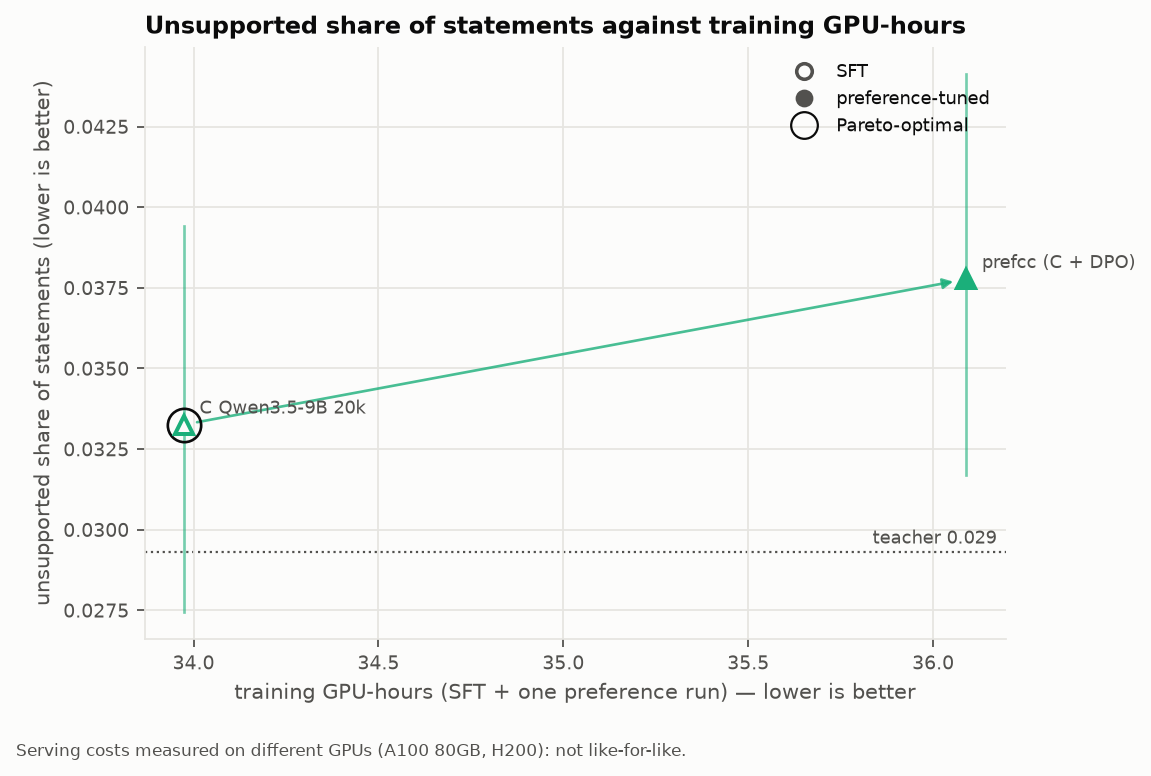 Unsupported share of statements against training GPU-hours
SFT
preference-tuned
Pareto-optimal
unsupported share of statements (lower is better)
0.0425
0.0400
0.0375
0.0350
0.0325
0.0300
0.0275
prefcc (C + DPO)
C Qwen3.5-9B 20k
teacher 0.029
34.0
34.5
35.0
35.5
36.0
training GPU-hours (SFT + one preference run) — lower is better
Serving costs measured on different GPUs (A100 80GB, H200): not like-for-like.